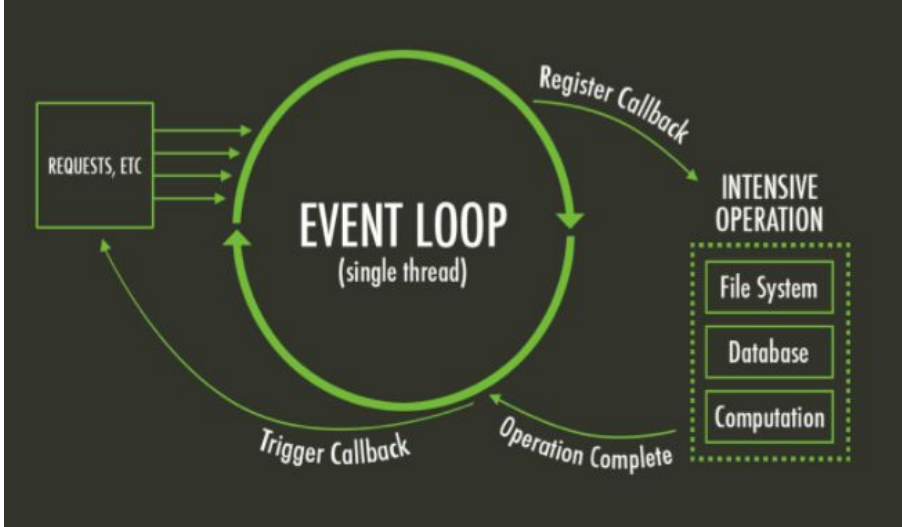 REQUESTS, ETC
EVENT LOOP
(single thread)
Register Callback
INTENSIVE
OPERATION
File System
Database
Computation
Operation Complete
Trigger Callback